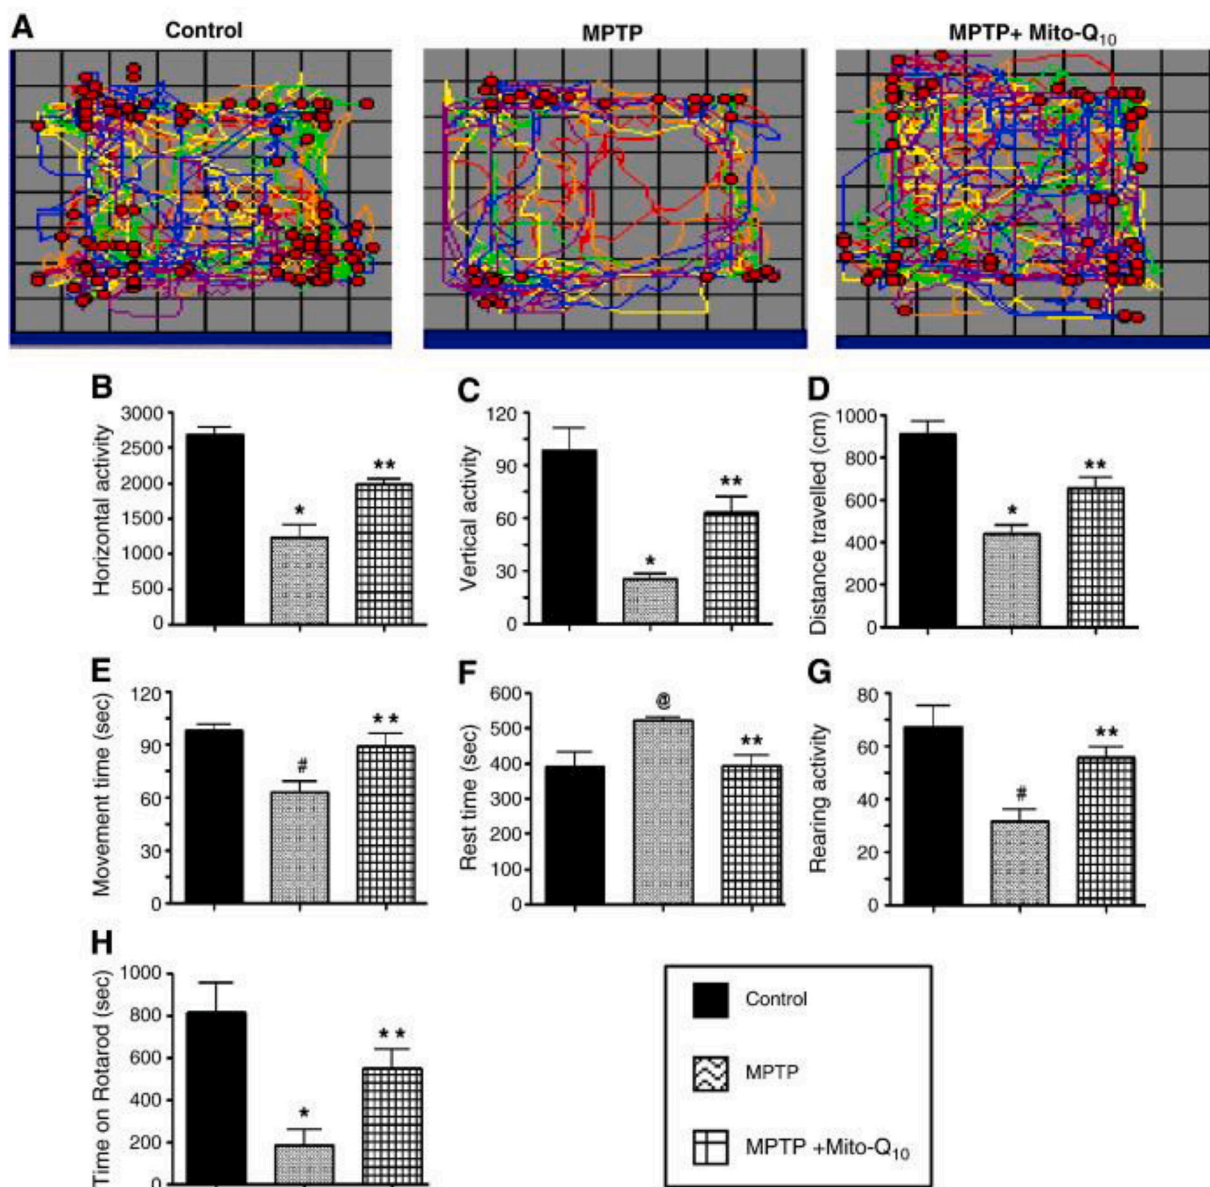 A
Control
MPTP
MPTP+ Mito-Q10
B
Horizontal activity
3000
2500
2000
1500
1000
500
0
*
**
C
Vertical activity
120
90
60
30
0
*
**
D
Distance travelled (cm)
1000
800
600
400
200
0
*
**
E
Movement time (sec)
120
90
60
30
0
#
**
F
Rest time (sec)
600
500
400
300
200
100
0
@
**
G
Rearing activity
80
60
40
20
0
#
**
H
Time on Rotarod (sec)
1000
800
600
400
200
0
*
**
Control
MPTP
MPTP +Mito-Q10